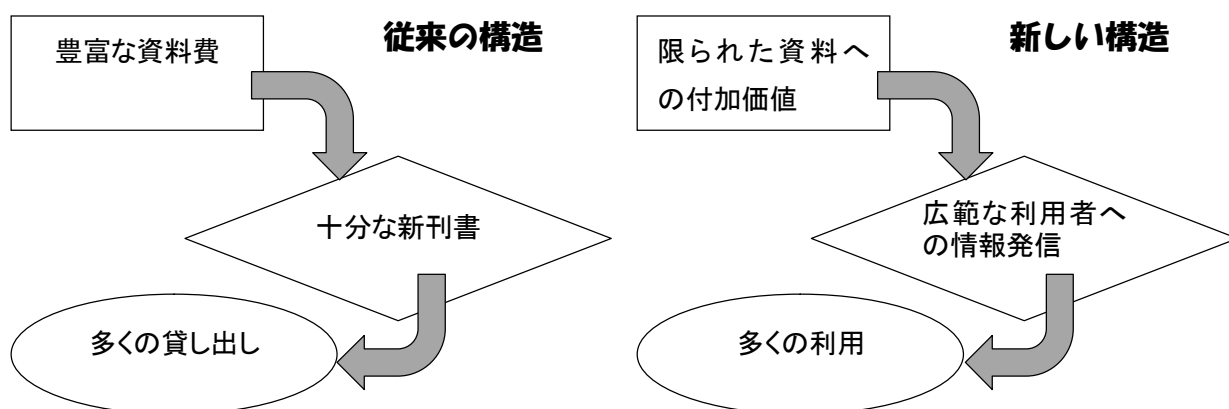 従来の構造
豊富な資料費
十分な新刊書
多くの貸し出し
新しい構造
限られた資料へ
の付加価値
広範な利用者へ
の情報発信
多くの利用